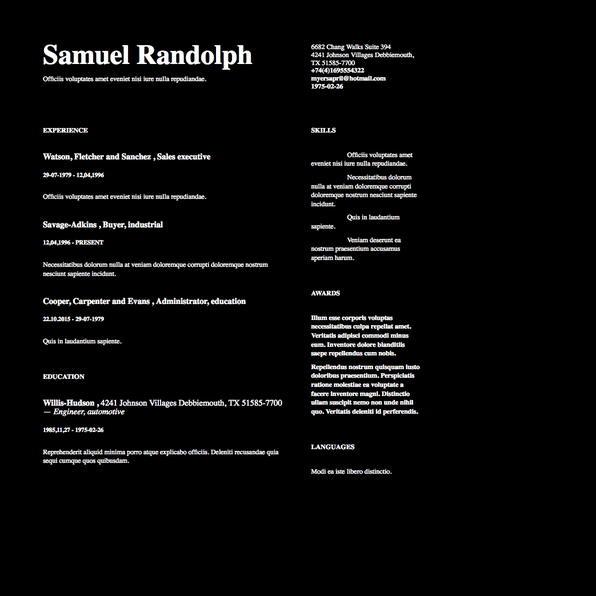 Samuel Randolph
Officiis voluptates amet eveniet nisi iure nulla repudiandae.
6682 Chang Walks Suite 394
4241 Johnson Villages Debbiemouth,
TX 51585-7700
+74(4)1695554322
myersapril@hotmail.com
1975-02-26
EXPERIENCE
Watson, Fletcher and Sanchez , Sales executive
29-07-1979 - 12,04,1996
Officiis voluptates amet eveniet nisi iure nulla repudiandae.
Savage-Adkins , Buyer, industrial
12,04,1996 - PRESENT
Necessitatibus dolorum nulla at veniam doloremque corrupti doloremque nostrum
nesciunt sapiente incidunt.
Cooper, Carpenter and Evans , Administrator, education
22.10.2015 - 29-07-1979
Quis in laudantium sapiente.
EDUCATION
Willis-Hudson , 4241 Johnson Villages Debbiemouth, TX 51585-7700
— Engineer, automotive
1985,11,27 - 1975-02-26
Reprehenderit aliquid minima porro atque explicabo officiis. Deleniti recusandae quia
sequi cumque quos quibusdam.
SKILLS
Officiis voluptates amet
eveniet nisi iure nulla repudiandae.
Necessitatibus dolorum
nulla at veniam doloremque corrupti
doloremque nostrum nesciunt sapiente
incidunt.
Quis in laudantium
sapiente.
Veniam deserunt ea
nostrum praesentium accusamus
aperiam harum.
AWARDS
Illum esse corporis voluptas
necessitatibus culpa repellat amet.
Veritatis adipisci commodi minus
eum. Inventore dolore blanditiis
saepe repellendus cum nobis.
Repellendus nostrum quisquam iusto
doloribus praesentium. Perspiciatis
ratione molestiae ea voluptate a
facere inventore magni. Distinctio
ullam suscipit nemo non unde nihil
quo. Veritatis deleniti id perferendis.
LANGUAGES
Modi ea iste libero distinctio.